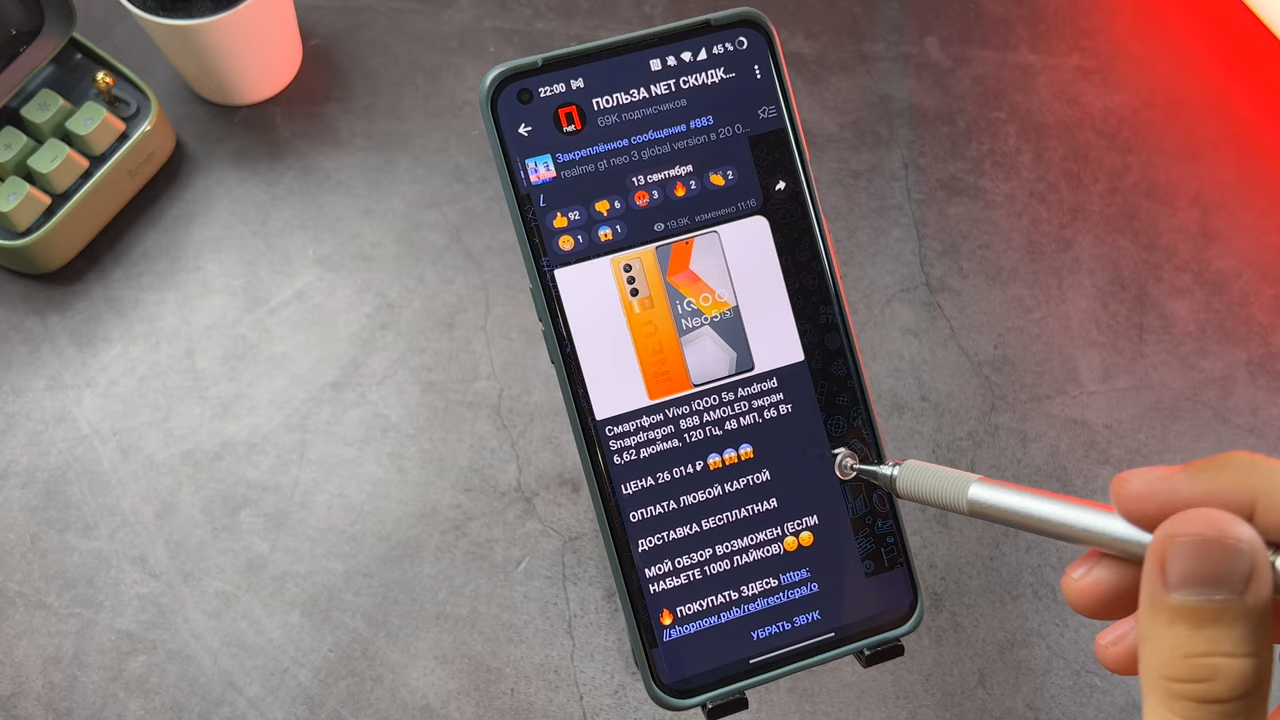 22:00 45 %
ПОЛЬЗА NET СКИДК...
net
69K подписчиков
Закреплённое сообщение #883
realme gt neo 3 global version в 20 0...
13 сентября
92 6 3 2 2
1 1 19.9K изменено 11:16
iQOO
Neo5 S
NEO
Смартфон Vivo iQOO 5s Android
Snapdragon 888 AMOLED экран
6,62 дюйма, 120 Гц, 48 МП, 66 Вт
ЦЕНА 26 014 ₽ 😱😱😱
ОПЛАТА ЛЮБОЙ КАРТОЙ
ДОСТАВКА БЕСПЛАТНАЯ
МОЙ ОБЗОР ВОЗМОЖЕН (ЕСЛИ
НАБЬЕТЕ 1000 ЛАЙКОВ)😏😏
🔥 ПОКУПАТЬ ЗДЕСЬ https:
//shopnow.pub/redirect/cpa/o
УБРАТЬ ЗВУК